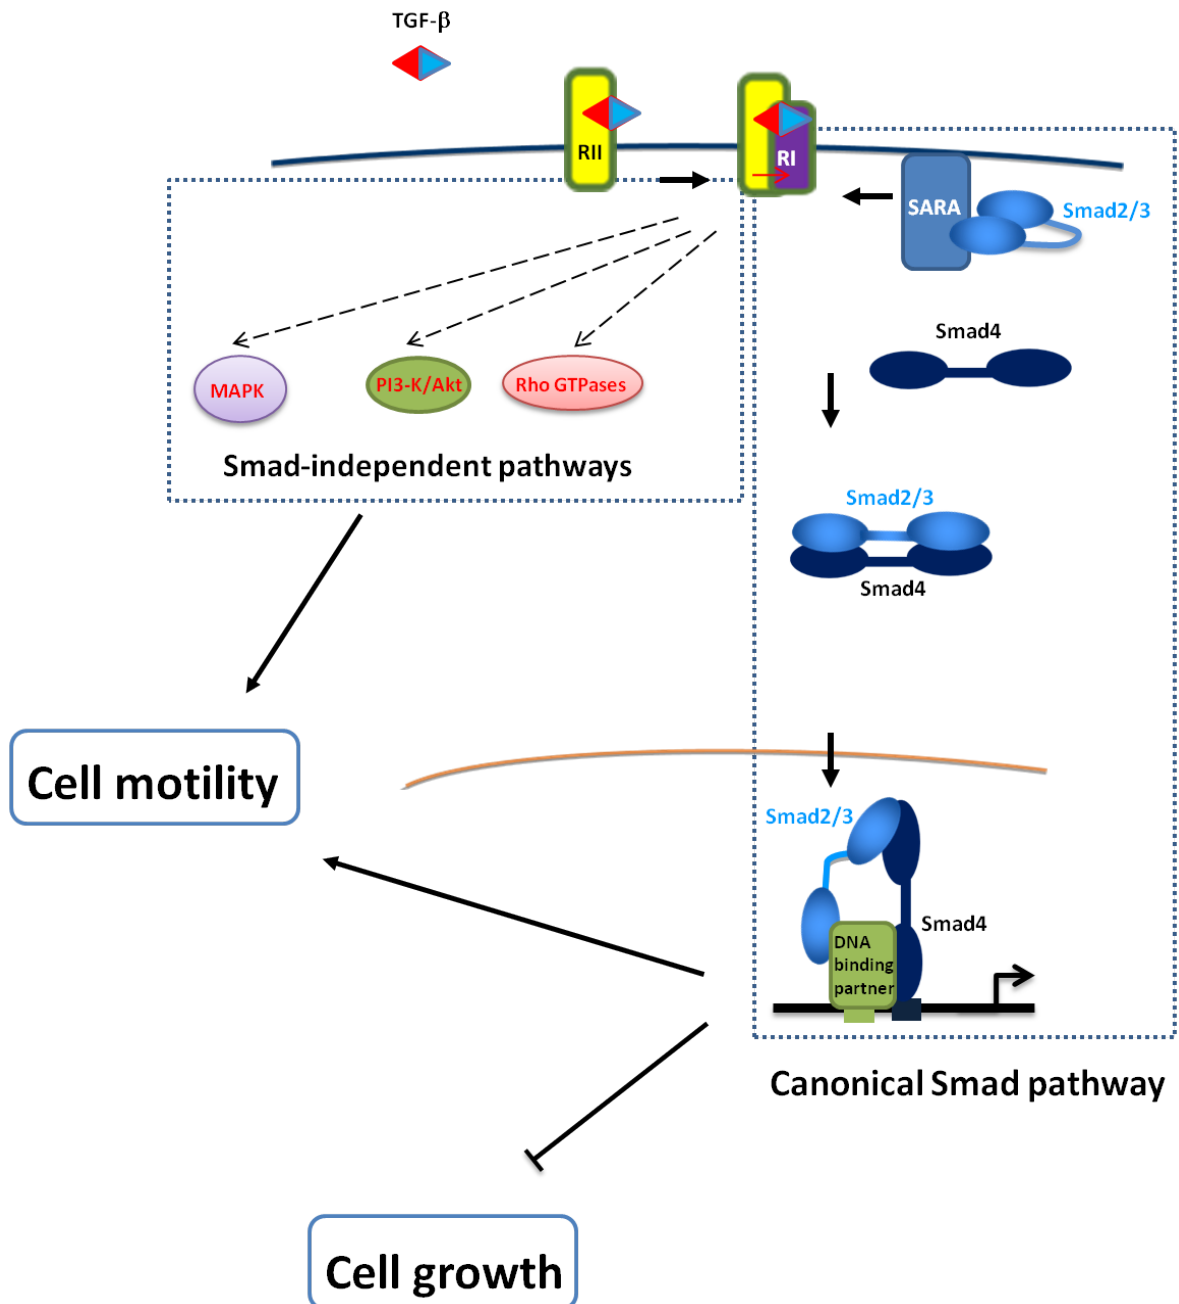 TGF-β
RII
RI
SARA
Smad2/3
Smad4
MAPK
PI3-K/Akt
Rho GTPases
Smad-independent pathways
Smad2/3
Smad4
Cell motility
Smad2/3
Smad4
DNA
binding
partner
Canonical Smad pathway
Cell growth